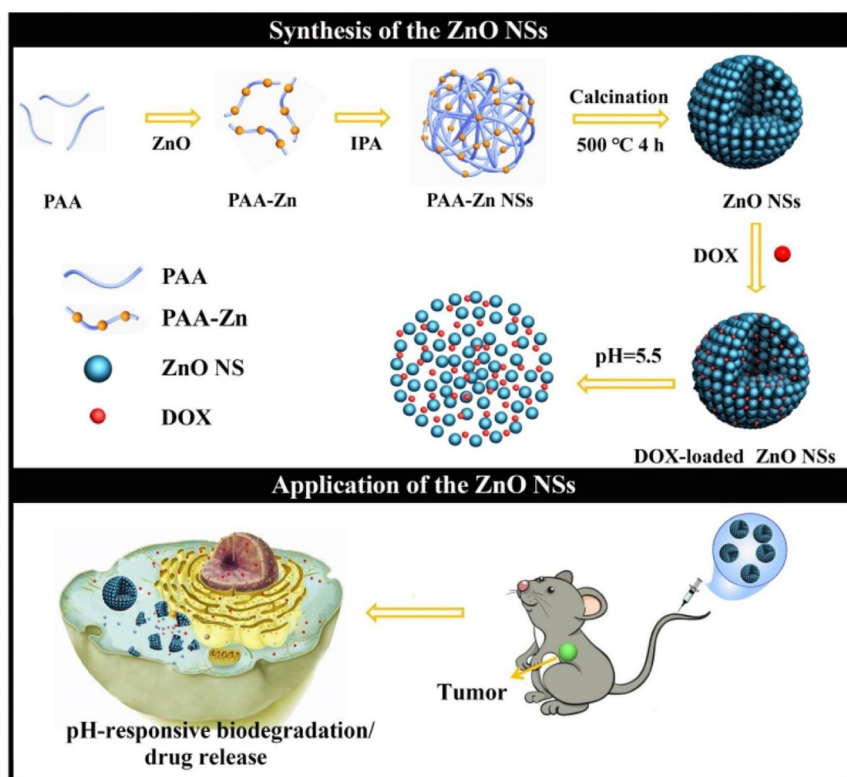 Synthesis of the ZnO NSs
ZnO
IPA
Calcination
500 °C 4 h
PAA
PAA-Zn
PAA-Zn NSs
ZnO NSs
DOX
PAA
PAA-Zn
ZnO NS
DOX
pH=5.5
DOX-loaded ZnO NSs
Application of the ZnO NSs
Tumor
pH-responsive biodegradation/
drug release